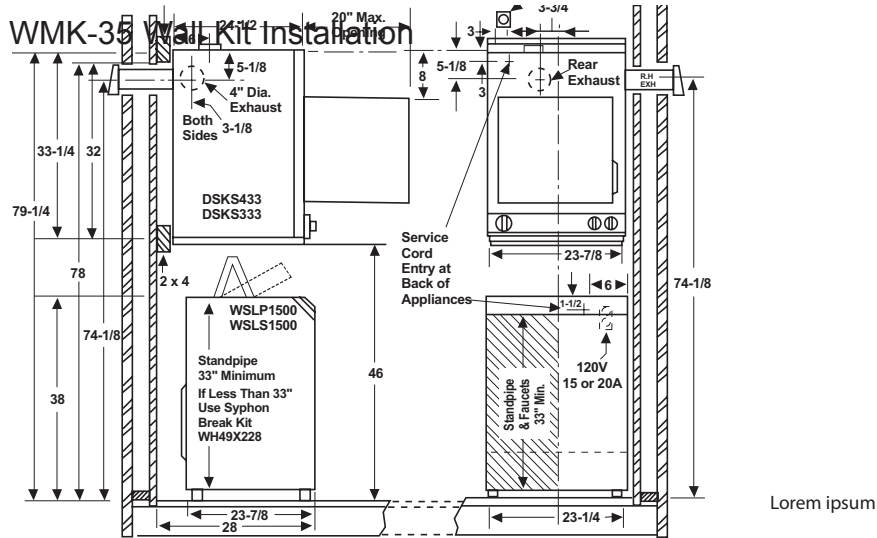 WMK-35 Wall Kit Installation
24-1/2
20" Max.
Opening
6
5-1/8
4" Dia.
Exhaust
Both
Sides
3-1/8
8
33-1/4
32
79-1/4
78
74-1/8
38
DSKS433
DSKS333
2 x 4
WSLP1500
WSLS1500
Standpipe
33" Minimum
If Less Than 33"
Use Syphon
Break Kit
WH49X228
46
23-7/8
28
3-3/4
3
5-1/8
3
Rear
Exhaust
R.H
EXH
Service
Cord
Entry at
Back of
Appliances
23-7/8
6
1-1/2
74-1/8
120V
15 or 20A
Standpipe
& Faucets
33" Min.
23-1/4
Lorem ipsum